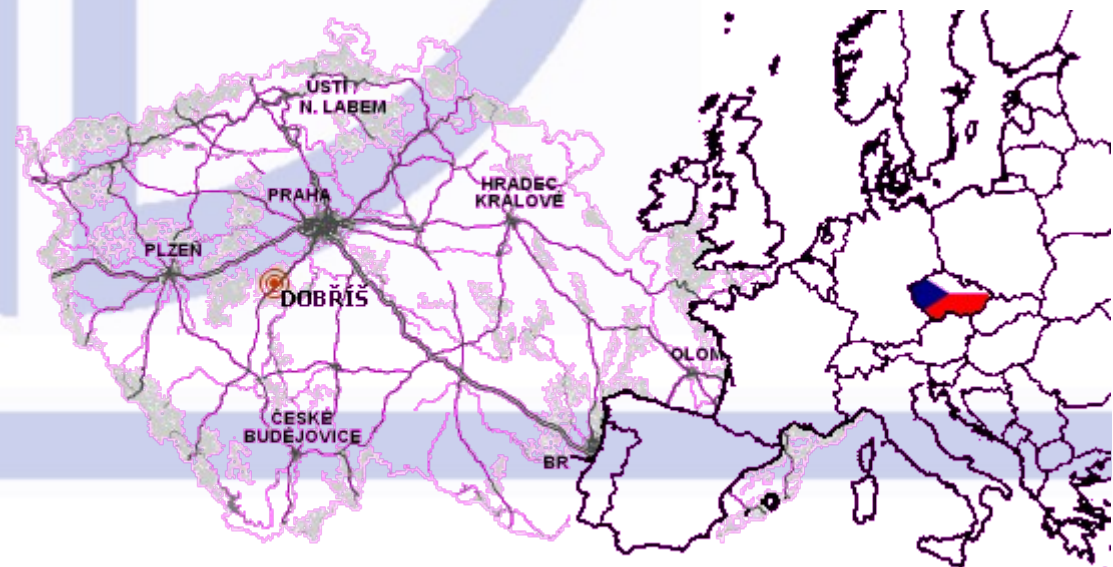 ÚSTÍ
N. LABEM
PRAHA
HRADEC
KRÁLOVÉ
PLZEŇ
DOBŘÍŠ
OLOM
ČESKÉ
BUDĚJOVICE
BR